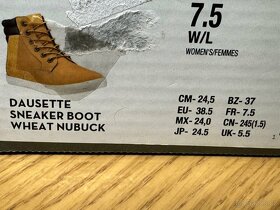 7.5
W/L
WOMEN'S/FEMMES
DAUSETTE
SNEAKER BOOT
WHEAT NUBUCK
CM- 24,5 BZ- 37
EU- 38.5 FR- 7.5
MX- 24,0 CN- 245(1.5)
JP- 24.5 UK- 5.5